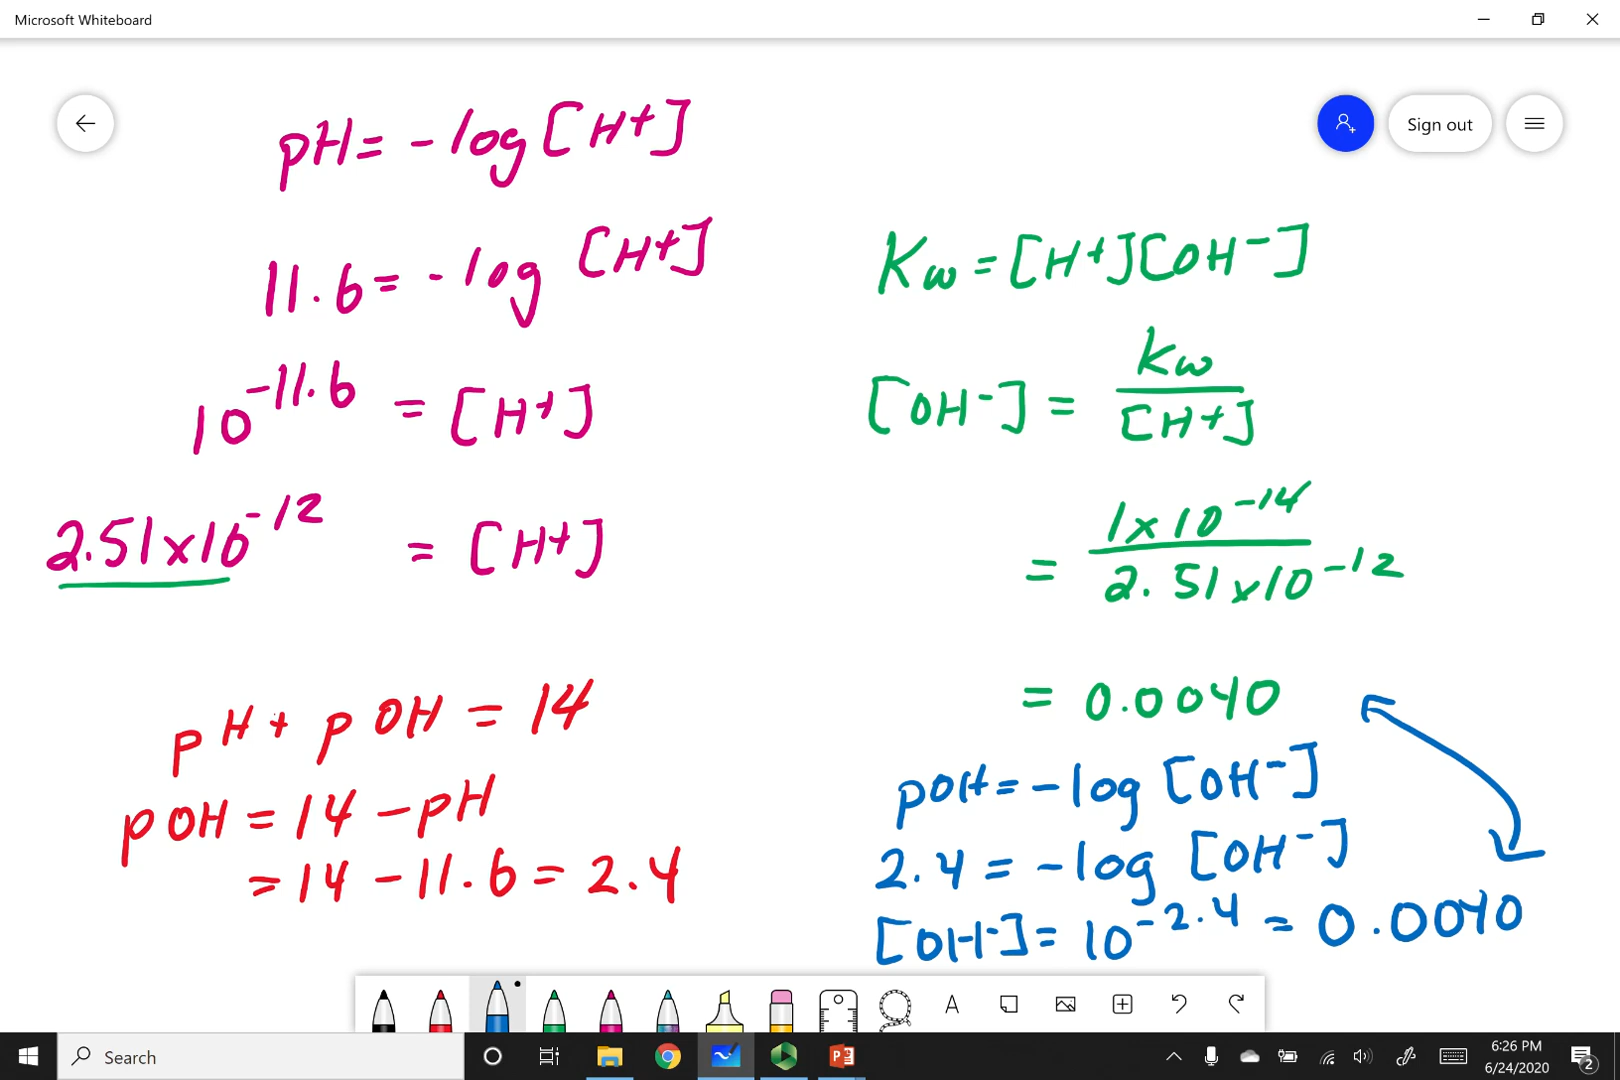 Microsoft Whiteboard
Sign out
pH = -log [H+]
11.6 = -log [H+]
10^-11.6 = [H+]
2.51x10^-12 = [H+]
pH + pOH = 14
pOH = 14 - pH
= 14 - 11.6 = 2.4
Kw = [H+][OH-]
[OH-] = Kw / [H+]
= 1x10^-14 / 2.51x10^-12
= 0.0040
pOH = -log [OH-]
2.4 = -log [OH-]
[OH-] = 10^-2.4 = 0.0040
A
Search
6:26 PM
6/24/2020
2